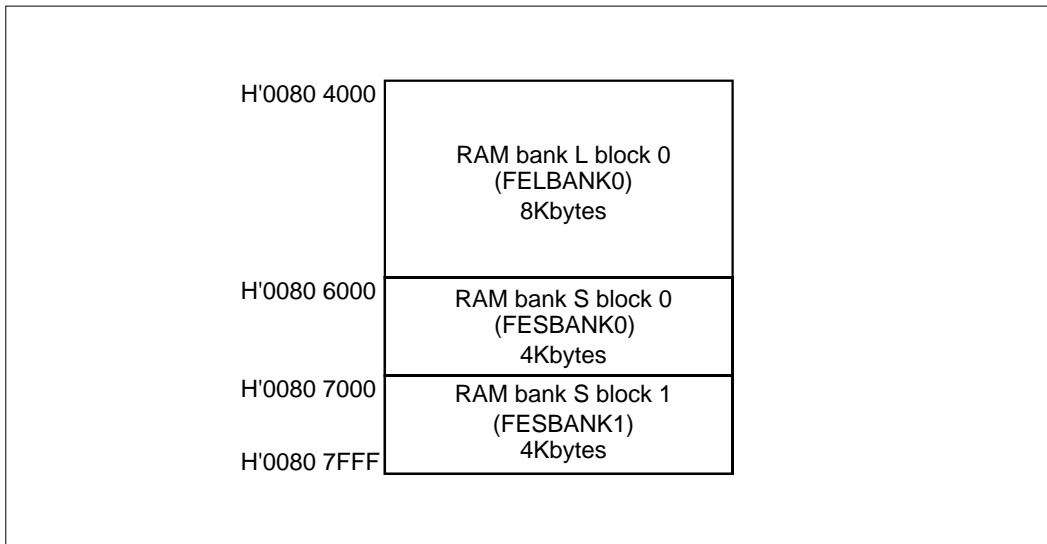 H'0080 4000
RAM bank L block 0
(FELBANK0)
8Kbytes
H'0080 6000
RAM bank S block 0
(FESBANK0)
4Kbytes
H'0080 7000
RAM bank S block 1
(FESBANK1)
4Kbytes
H'0080 7FFF